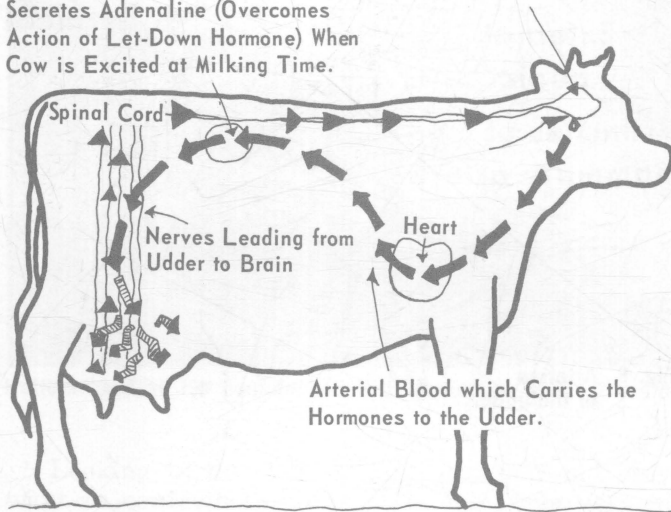 Secretes Adrenaline (Overcomes
Action of Let-Down Hormone) When
Cow is Excited at Milking Time.
Spinal Cord
Heart
Nerves Leading from
Udder to Brain
Arterial Blood which Carries the
Hormones to the Udder.